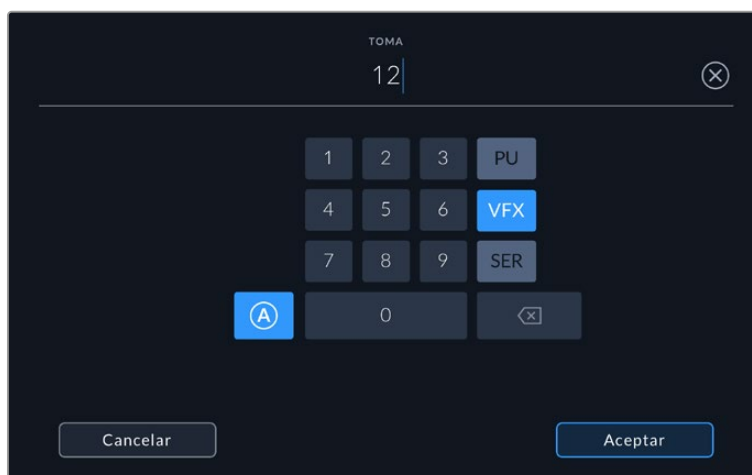 TOMA
12
1 2 3 PU
4 5 6 VFX
7 8 9 SER
A 0
Cancelar Aceptar